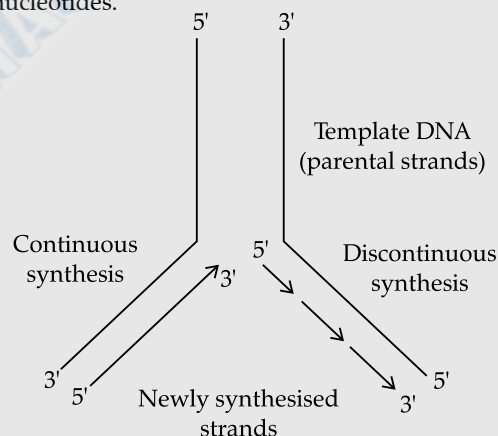 nucleotides.
5' 3'
Template DNA
(parental strands)
Continuous
synthesis
5'
3'
Discontinuous
synthesis
3'
5'
5'
3'
Newly synthesised
strands